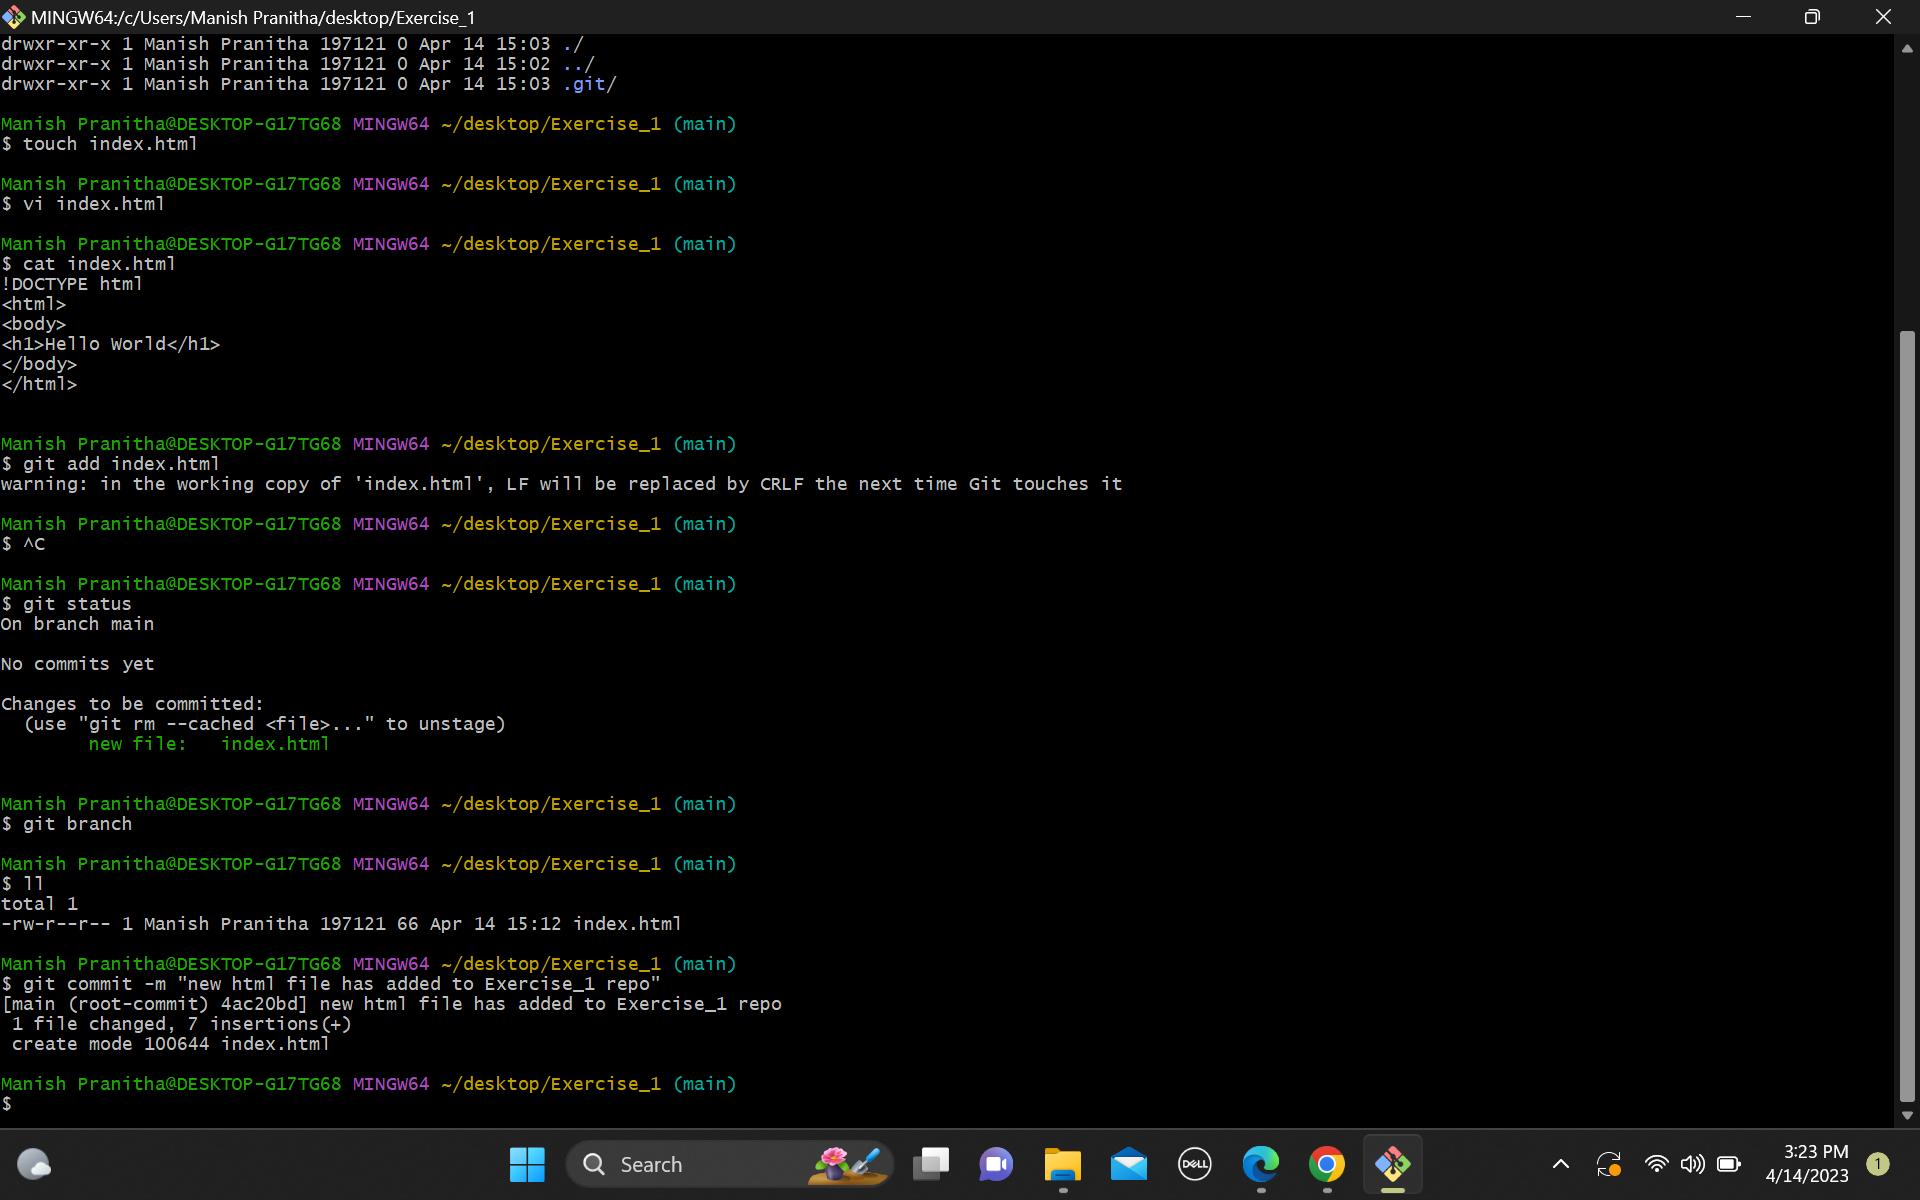 MINGW64:/c/Users/Manish Pranitha/desktop/Exercise_1
drwxr-xr-x 1 Manish Pranitha 197121 0 Apr 14 15:03 ./
drwxr-xr-x 1 Manish Pranitha 197121 0 Apr 14 15:02 ../
drwxr-xr-x 1 Manish Pranitha 197121 0 Apr 14 15:03 .git/
Manish Pranitha@DESKTOP-G17TG68 MINGW64 ~/desktop/Exercise_1 (main)
$ touch index.html
Manish Pranitha@DESKTOP-G17TG68 MINGW64 ~/desktop/Exercise_1 (main)
$ vi index.html
Manish Pranitha@DESKTOP-G17TG68 MINGW64 ~/desktop/Exercise_1 (main)
$ cat index.html
!DOCTYPE html
<html>
<body>
<h1>Hello World</h1>
</body>
</html>
Manish Pranitha@DESKTOP-G17TG68 MINGW64 ~/desktop/Exercise_1 (main)
$ git add index.html
warning: in the working copy of 'index.html', LF will be replaced by CRLF the next time Git touches it
Manish Pranitha@DESKTOP-G17TG68 MINGW64 ~/desktop/Exercise_1 (main)
$ ^C
Manish Pranitha@DESKTOP-G17TG68 MINGW64 ~/desktop/Exercise_1 (main)
$ git status
On branch main
No commits yet
Changes to be committed:
  (use "git rm --cached <file>..." to unstage)
        new file:   index.html
Manish Pranitha@DESKTOP-G17TG68 MINGW64 ~/desktop/Exercise_1 (main)
$ git branch
Manish Pranitha@DESKTOP-G17TG68 MINGW64 ~/desktop/Exercise_1 (main)
$ ll
total 1
-rw-r--r-- 1 Manish Pranitha 197121 66 Apr 14 15:12 index.html
Manish Pranitha@DESKTOP-G17TG68 MINGW64 ~/desktop/Exercise_1 (main)
$ git commit -m "new html file has added to Exercise_1 repo"
[main (root-commit) 4ac20bd] new html file has added to Exercise_1 repo
 1 file changed, 7 insertions(+)
 create mode 100644 index.html
Manish Pranitha@DESKTOP-G17TG68 MINGW64 ~/desktop/Exercise_1 (main)
$
Search
DELL
3:23 PM
4/14/2023
1